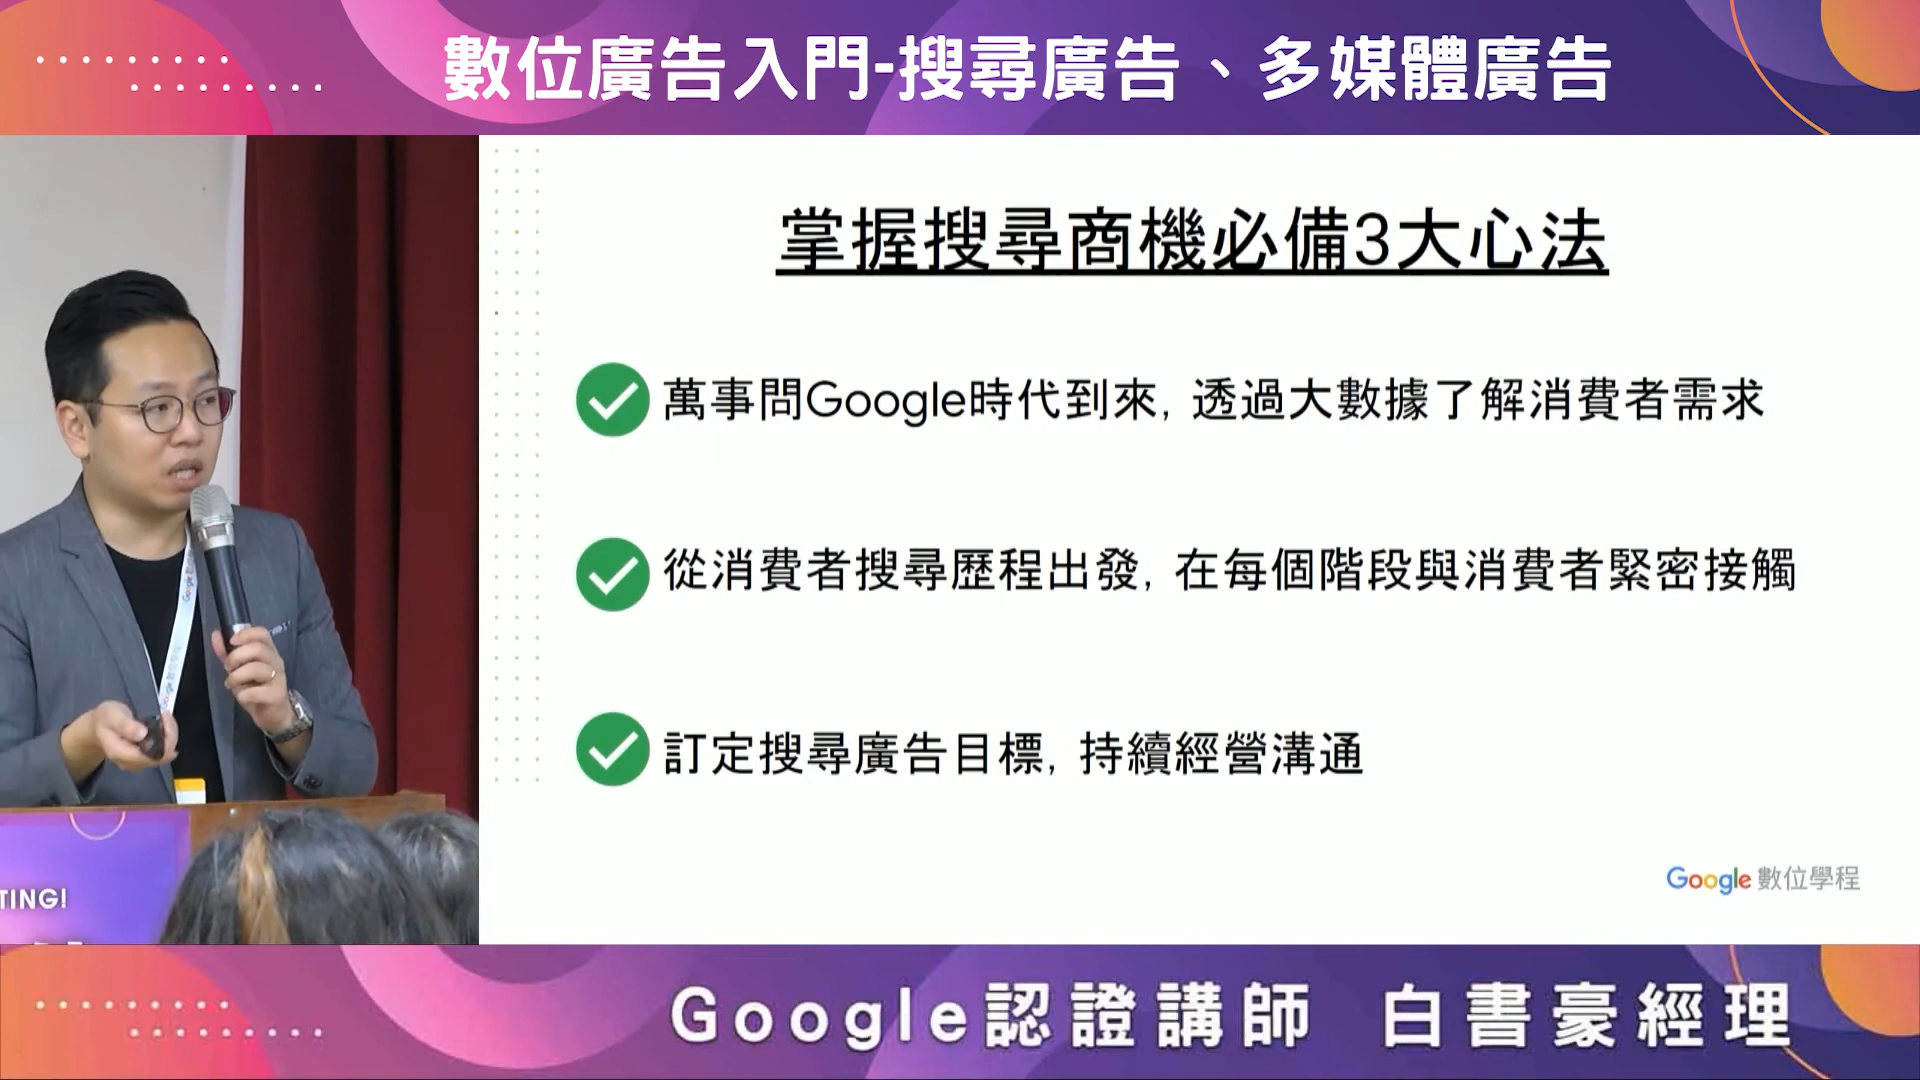 數位廣告入門-搜尋廣告、多媒體廣告
掌握搜尋商機必備3大心法
萬事問Google時代到來, 透過大數據了解消費者需求
從消費者搜尋歷程出發, 在每個階段與消費者緊密接觸
訂定搜尋廣告目標, 持續經營溝通
Google 數位學程
TING!
Google認證講師 白書豪經理